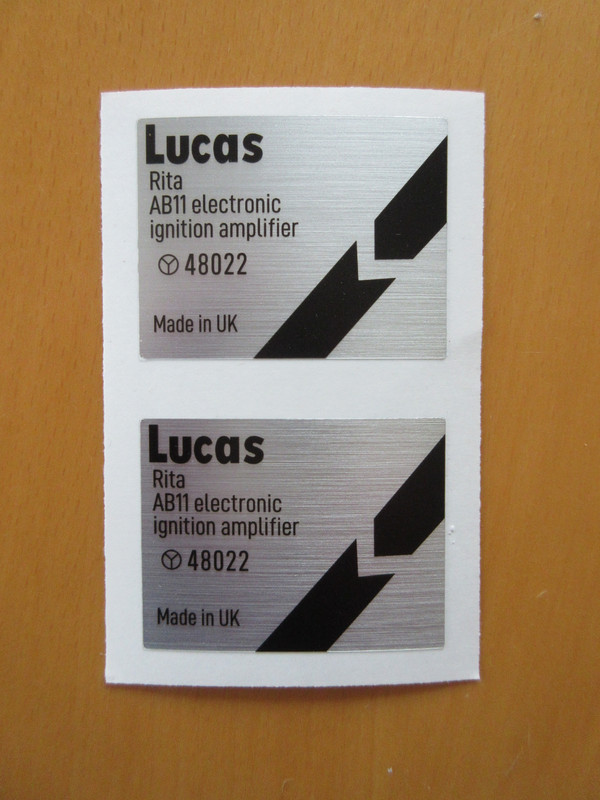 Lucas
Rita
AB11 electronic
ignition amplifier
48022
Made in UK
Lucas
Rita
AB11 electronic
ignition amplifier
48022
Made in UK